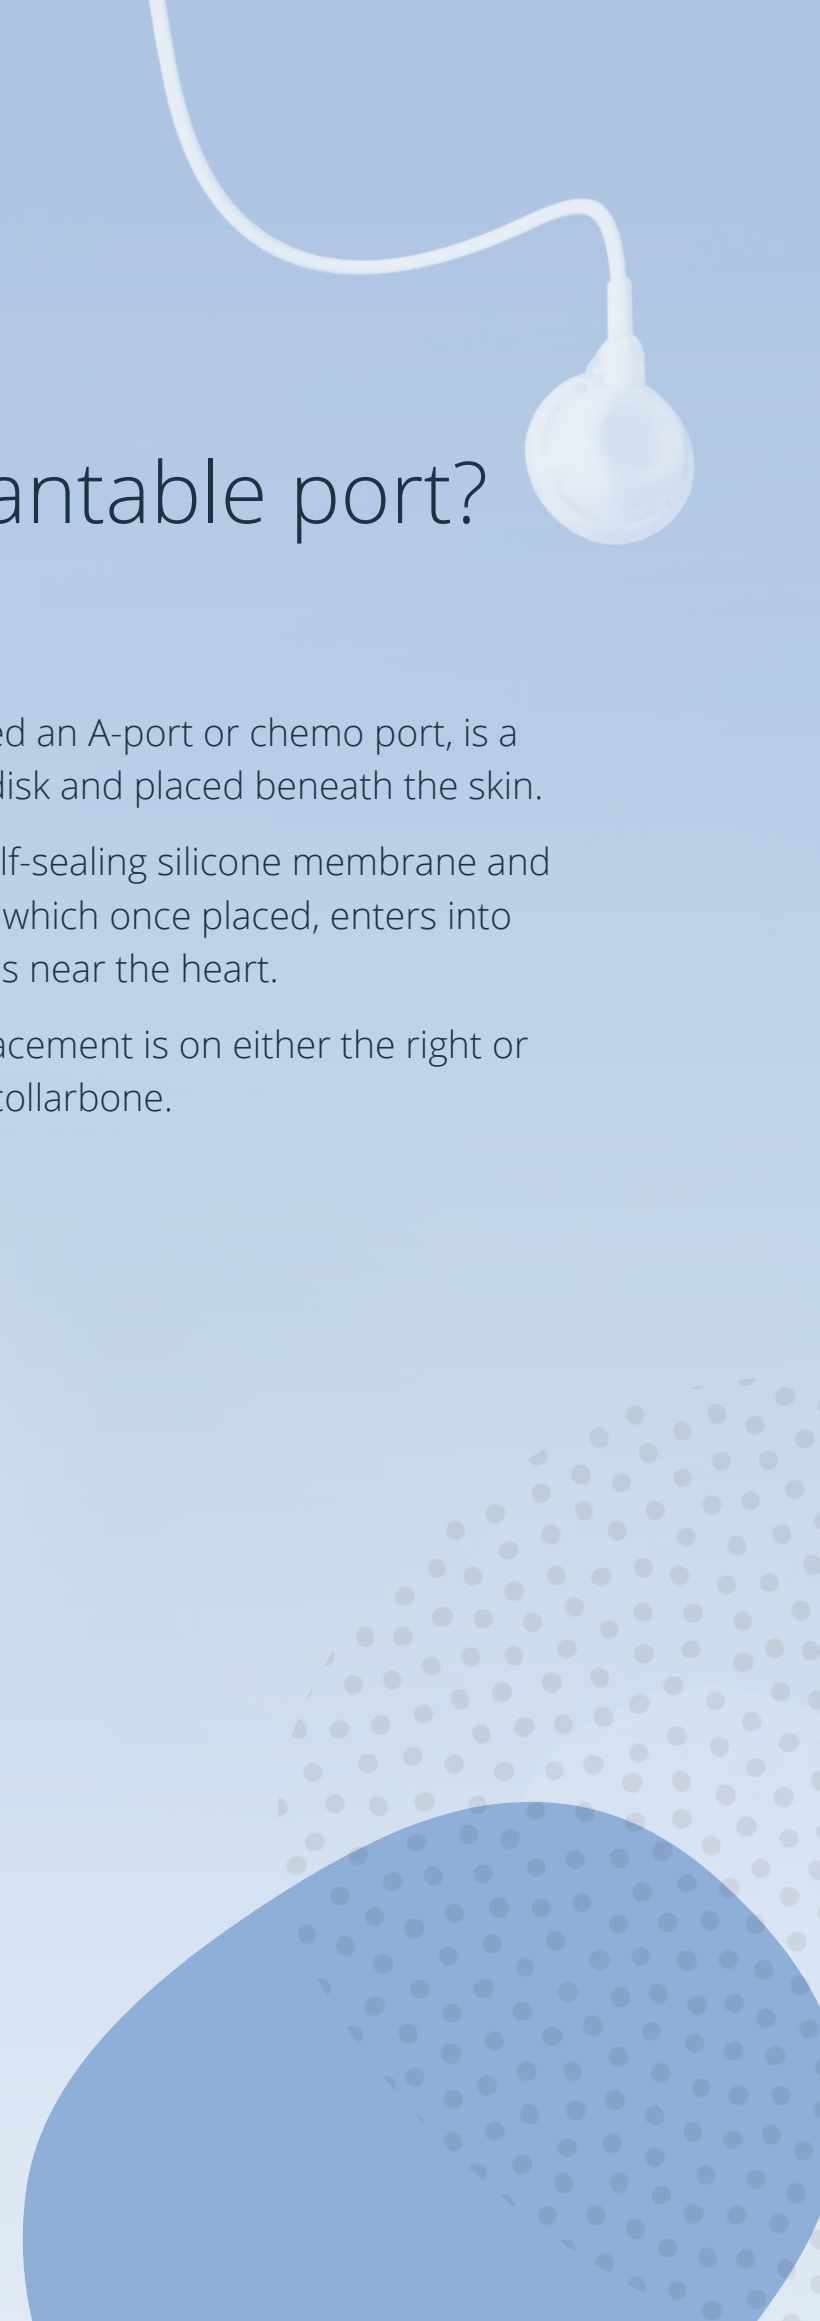 antable port?
ed an A-port or chemo port, is a
disk and placed beneath the skin.
lf-sealing silicone membrane and
which once placed, enters into
s near the heart.
acement is on either the right or
collarbone.